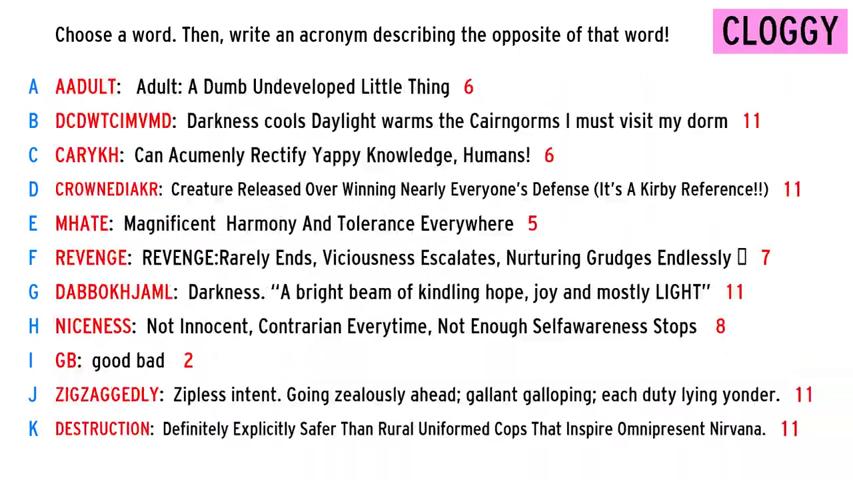 Choose a word. Then, write an acronym describing the opposite of that word!
CLOGGY
A AADULT: Adult: A Dumb Undeveloped Little Thing 6
B DCDWTCIMVMD: Darkness cools Daylight warms the Cairngorms I must visit my dorm 11
C CARYKH: Can Acumenly Rectify Yappy Knowledge, Humans! 6
D CROWNEDIAKR: Creature Released Over Winning Nearly Everyone's Defense (It's A Kirby Reference!!) 11
E MHATE: Magnificent Harmony And Tolerance Everywhere 5
F REVENGE: REVENGE:Rarely Ends, Viciousness Escalates, Nurturing Grudges Endlessly ▯ 7
G DABBOKHJAML: Darkness. “A bright beam of kindling hope, joy and mostly LIGHT” 11
H NICENESS: Not Innocent, Contrarian Everytime, Not Enough Selfawareness Stops 8
I GB: good bad 2
J ZIGZAGGEDLY: Zipless intent. Going zealously ahead; gallant galloping; each duty lying yonder. 11
K DESTRUCTION: Definitely Explicitly Safer Than Rural Uniformed Cops That Inspire Omnipresent Nirvana. 11